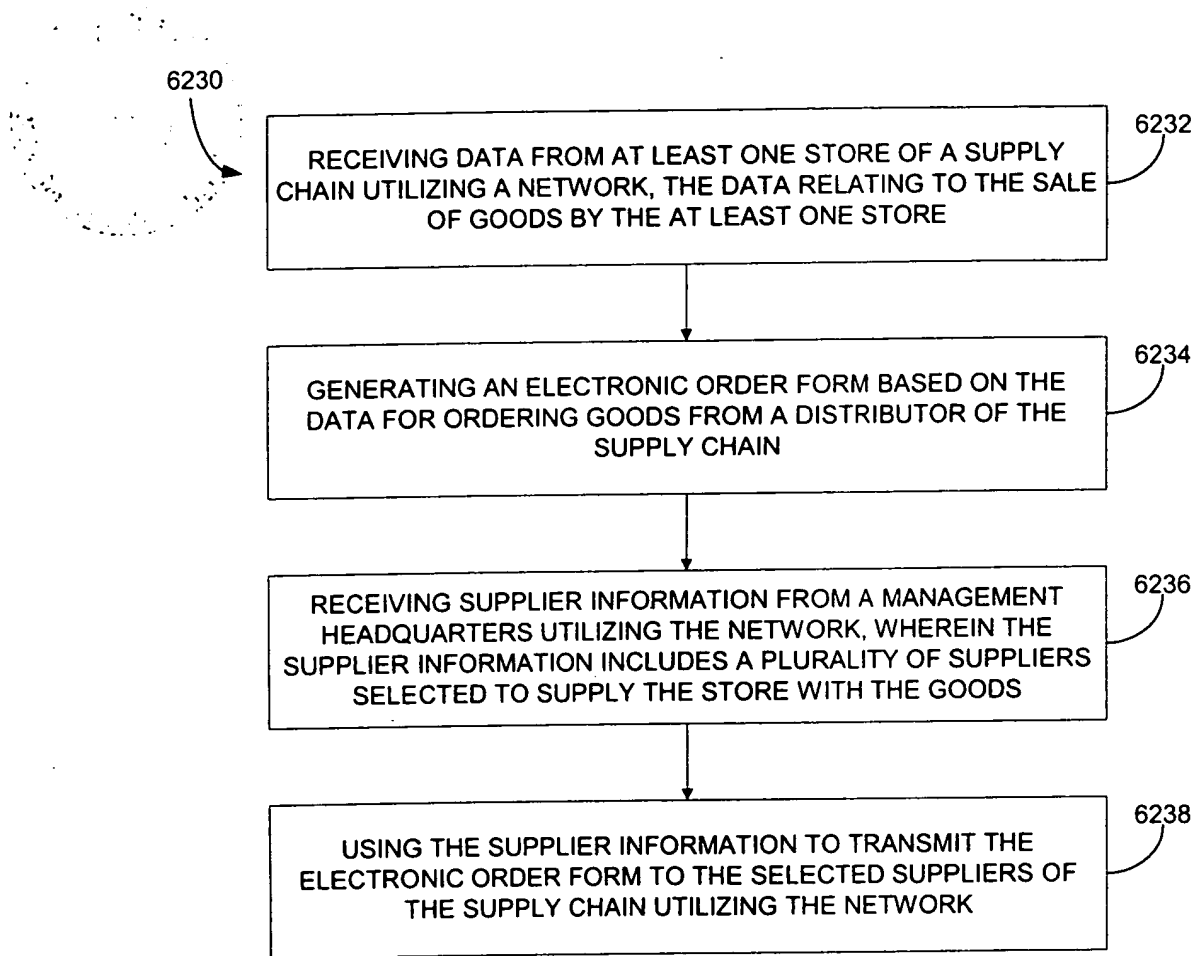 6230
6232
RECEIVING DATA FROM AT LEAST ONE STORE OF A SUPPLY
CHAIN UTILIZING A NETWORK, THE DATA RELATING TO THE SALE
OF GOODS BY THE AT LEAST ONE STORE
6234
GENERATING AN ELECTRONIC ORDER FORM BASED ON THE
DATA FOR ORDERING GOODS FROM A DISTRIBUTOR OF THE
SUPPLY CHAIN
6236
RECEIVING SUPPLIER INFORMATION FROM A MANAGEMENT
HEADQUARTERS UTILIZING THE NETWORK, WHEREIN THE
SUPPLIER INFORMATION INCLUDES A PLURALITY OF SUPPLIERS
SELECTED TO SUPPLY THE STORE WITH THE GOODS
6238
USING THE SUPPLIER INFORMATION TO TRANSMIT THE
ELECTRONIC ORDER FORM TO THE SELECTED SUPPLIERS OF
THE SUPPLY CHAIN UTILIZING THE NETWORK